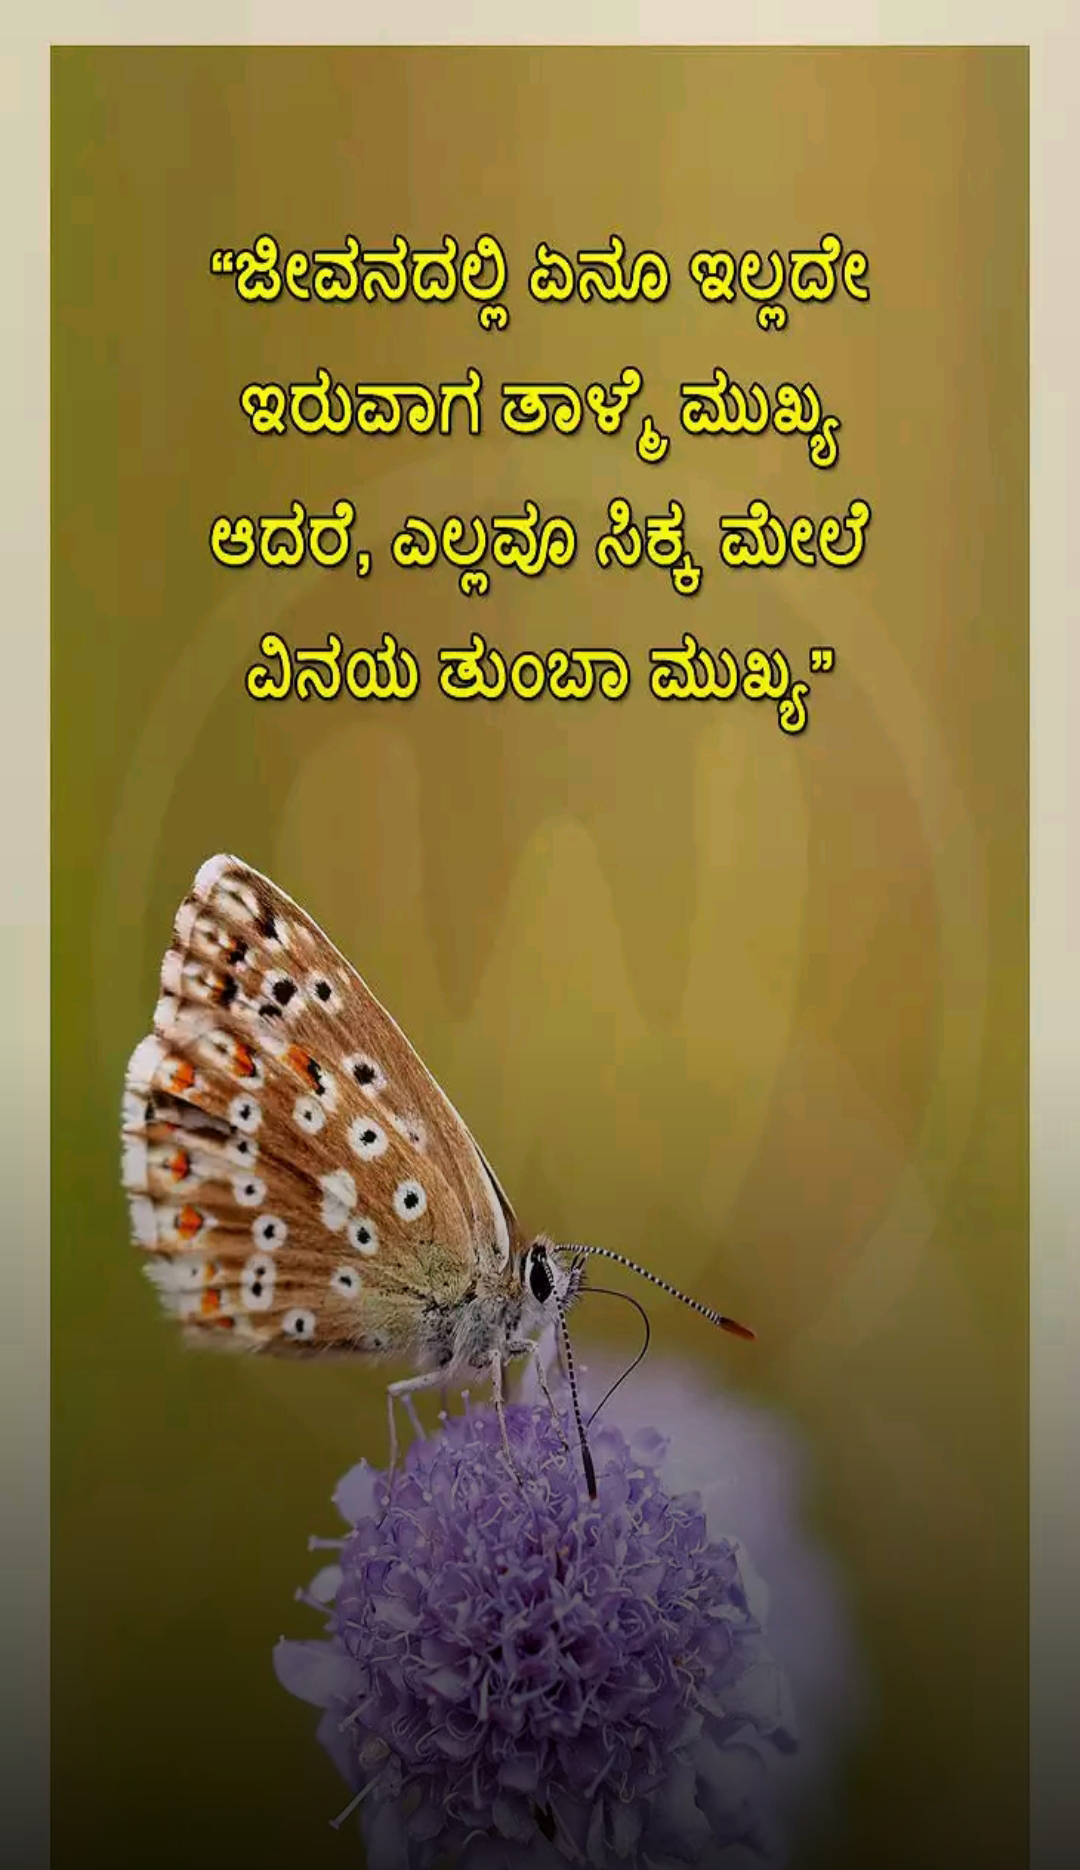 “ಜೀವನದಲ್ಲಿ ಏನೂ ಇಲ್ಲದೇ
ಇರುವಾಗ ತಾಳ್ಮೆ ಮುಖ್ಯ
ಆದರೆ, ಎಲ್ಲವೂ ಸಿಕ್ಕ ಮೇಲೆ
ವಿನಯ ತುಂಬಾ ಮುಖ್ಯ”